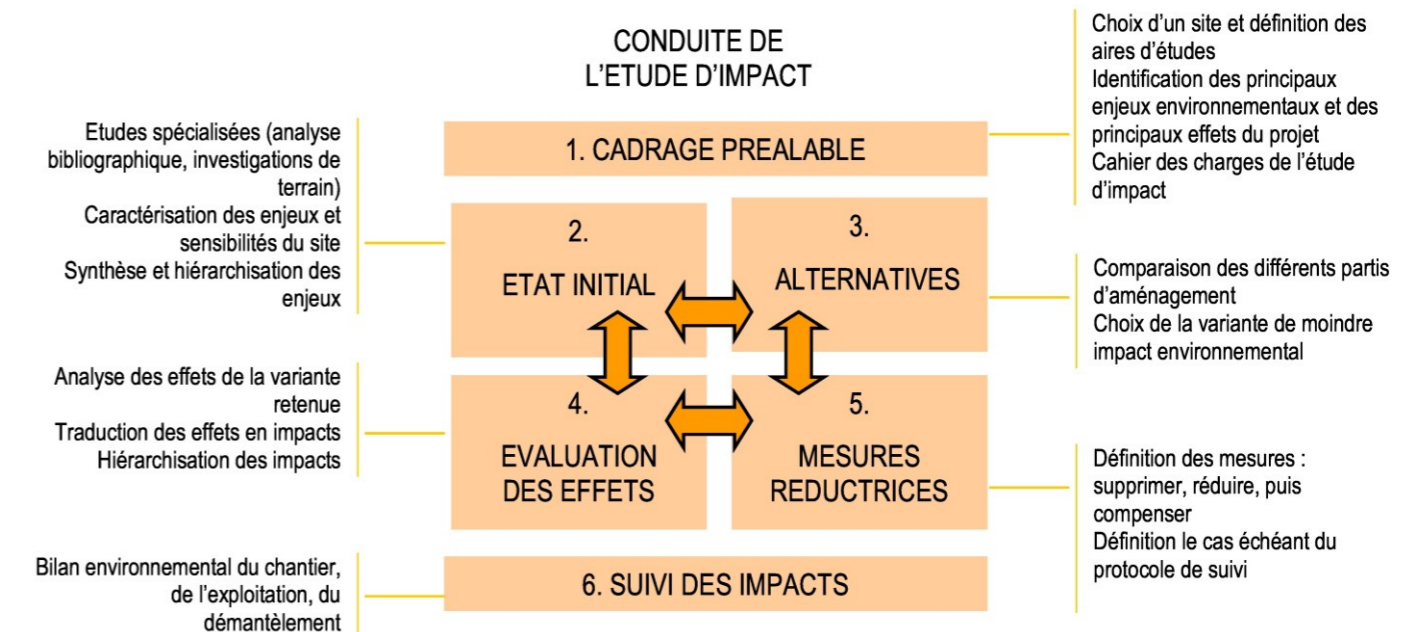 CONDUITE DE
L'ETUDE D'IMPACT
1. CADRAGE PREALABLE
Choix d'un site et définition des
aires d'études
Identification des principaux
enjeux environnementaux et des
principaux effets du projet
Cahier des charges de l'étude
d'impact
Etudes spécialisées (analyse
bibliographique, investigations de
terrain)
Caractérisation des enjeux et
sensibilités du site
Synthèse et hiérarchisation des
enjeux
2.
ETAT INITIAL
3.
ALTERNATIVES
Comparaison des différents partis
d'aménagement
Choix de la variante de moindre
impact environnemental
Analyse des effets de la variante
retenue
Traduction des effets en impacts
Hiérarchisation des impacts
4.
EVALUATION
DES EFFETS
5.
MESURES
REDUCTRICES
Définition des mesures :
supprimer, réduire, puis
compenser
Définition le cas échéant du
protocole de suivi
Bilan environnemental du chantier,
de l'exploitation, du
démantèlement
6. SUIVI DES IMPACTS